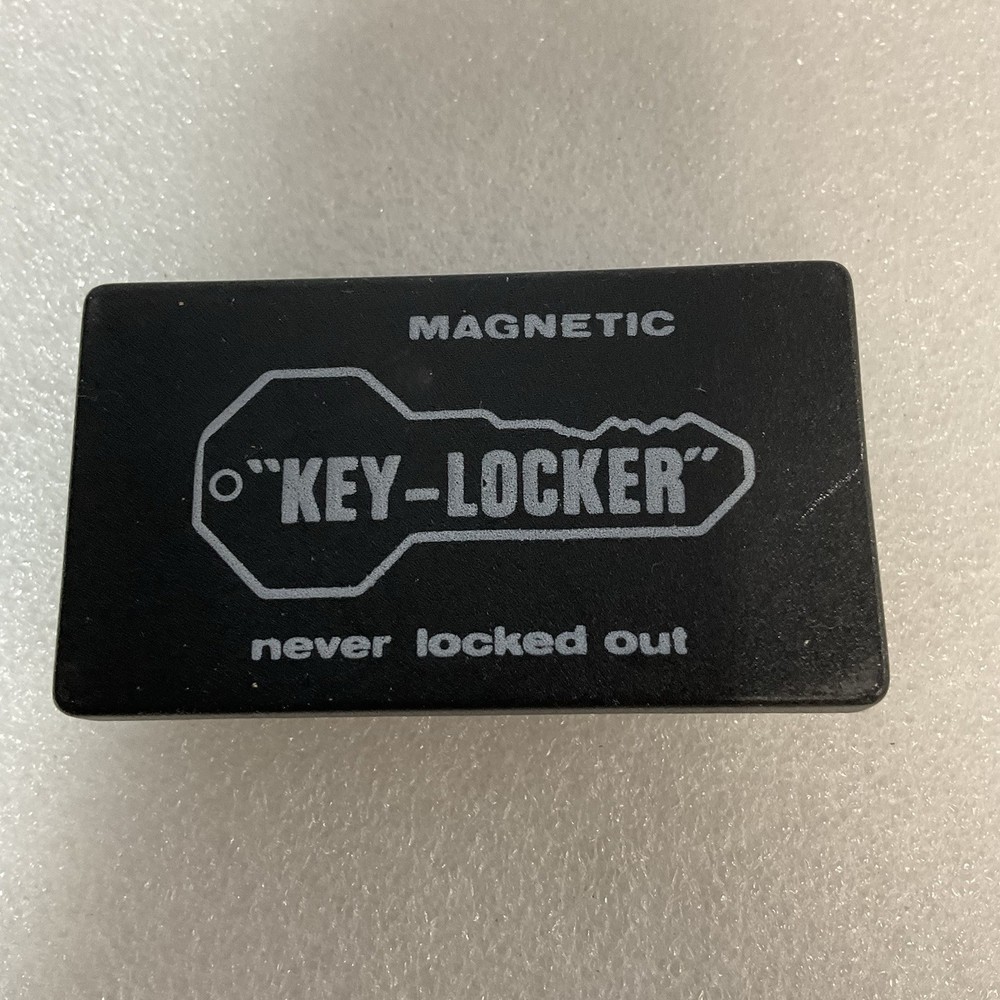 MAGNETIC
"KEY-LOCKER"
never locked out